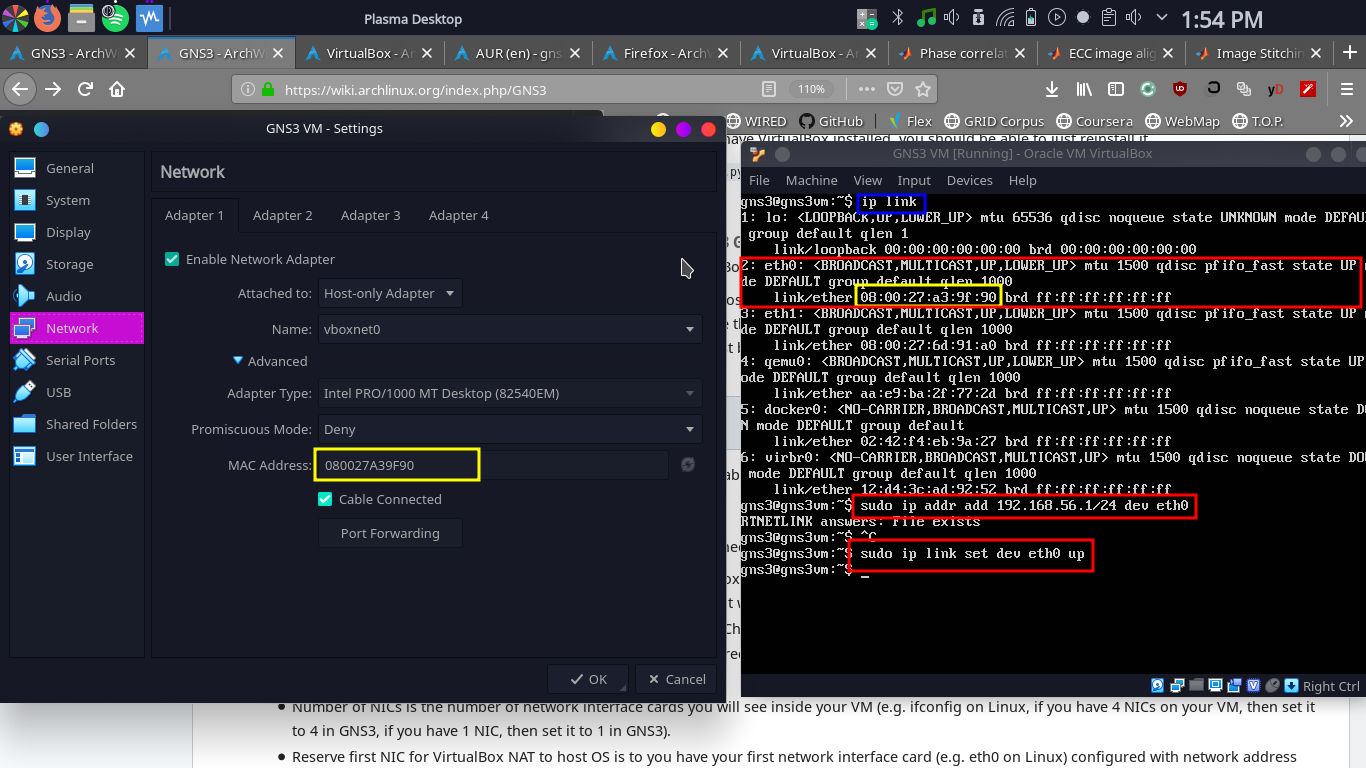 Plasma Desktop
1:54 PM
GNS3 - ArchW
GNS3 - ArchW
VirtualBox - Ar
AUR (en) - gns
Firefox - ArchV
VirtualBox - Ar
Phase correlat
ECC image alig
Image Stitchin
https://wiki.archlinux.org/index.php/GNS3
110%
WIRED
GitHub
Flex
GRID Corpus
Coursera
WebMap
T.O.P.
have VirtualBox installed, you should be able to just reinstall it
GNS3 VM - Settings
General
System
Display
Storage
Audio
Network
Serial Ports
USB
Shared Folders
User Interface
Network
Adapter 1
Adapter 2
Adapter 3
Adapter 4
Enable Network Adapter
Attached to: Host-only Adapter
Name: vboxnet0
Advanced
Adapter Type: Intel PRO/1000 MT Desktop (82540EM)
Promiscuous Mode: Deny
MAC Address: 080027A39F90
Cable Connected
Port Forwarding
OK
Cancel
GNS3 VM [Running] - Oracle VM VirtualBox
File Machine View Input Devices Help
gns3@gns3vm:~$ ip link
1: lo: <LOOPBACK,UP,LOWER_UP> mtu 65536 qdisc noqueue state UNKNOWN mode DEFAU
group default qlen 1
link/loopback 00:00:00:00:00:00 brd 00:00:00:00:00:00
2: eth0: <BROADCAST,MULTICAST,UP,LOWER_UP> mtu 1500 qdisc pfifo_fast state UP
de DEFAULT group default qlen 1000
link/ether 08:00:27:a3:9f:90 brd ff:ff:ff:ff:ff:ff
3: eth1: <BROADCAST,MULTICAST,UP,LOWER_UP> mtu 1500 qdisc pfifo_fast state UP
ode DEFAULT group default qlen 1000
link/ether 08:00:27:6d:91:a0 brd ff:ff:ff:ff:ff:ff
4: qemu0: <BROADCAST,MULTICAST,UP,LOWER_UP> mtu 1500 qdisc pfifo_fast state UP
ode DEFAULT group default qlen 1000
link/ether aa:e9:ba:2f:77:2d brd ff:ff:ff:ff:ff:ff
5: docker0: <NO-CARRIER,BROADCAST,MULTICAST,UP> mtu 1500 qdisc noqueue state DO
N mode DEFAULT group default
link/ether 02:42:f4:eb:9a:27 brd ff:ff:ff:ff:ff:ff
6: virbr0: <NO-CARRIER,BROADCAST,MULTICAST,UP> mtu 1500 qdisc noqueue state DOU
mode DEFAULT group default qlen 1000
link/ether 12:d4:3c:ad:92:52 brd ff:ff:ff:ff:ff:ff
gns3@gns3vm:~$ sudo ip addr add 192.168.56.1/24 dev eth0
RTNETLINK answers: File exists
gns3@gns3vm:~$ ^C
gns3@gns3vm:~$ sudo ip link set dev eth0 up
gns3@gns3vm:~$ _
Right Ctrl
Number of NICs is the number of network interface cards you will see inside your VM (e.g. ifconfig on Linux, if you have 4 NICs on your VM, then set it
to 4 in GNS3, if you have 1 NIC, then set it to 1 in GNS3).
Reserve first NIC for VirtualBox NAT to host OS is to you have your first network interface card (e.g. eth0 on Linux) configured with network address